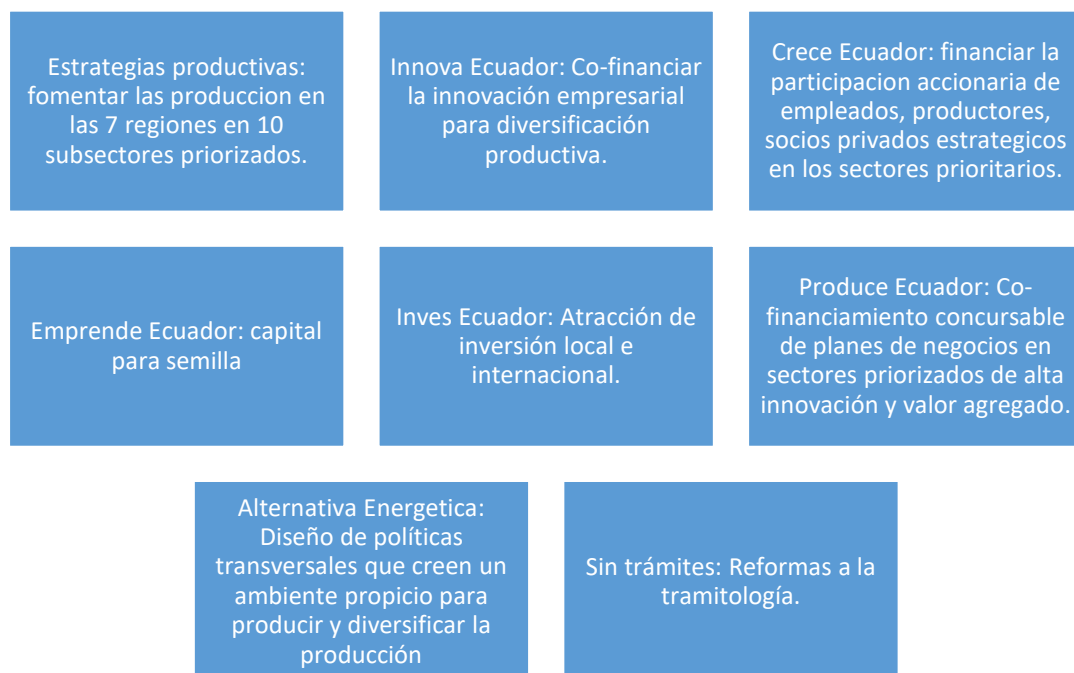 Estrategias productivas:
fomentar las produccion en
las 7 regiones en 10
subsectores priorizados.
Innova Ecuador: Co-financiar
la innovación empresarial
para diversificación
productiva.
Crece Ecuador: financiar la
participacion accionaria de
empleados, productores,
socios privados estrategicos
en los sectores prioritarios.
Emprende Ecuador: capital
para semilla
Inves Ecuador: Atracción de
inversión local e
internacional.
Produce Ecuador: Co-
financiamiento concursable
de planes de negocios en
sectores priorizados de alta
innovación y valor agregado.
Alternativa Energetica:
Diseño de políticas
transversales que creen un
ambiente propicio para
producir y diversificar la
producción
Sin trámites: Reformas a la
tramitología.